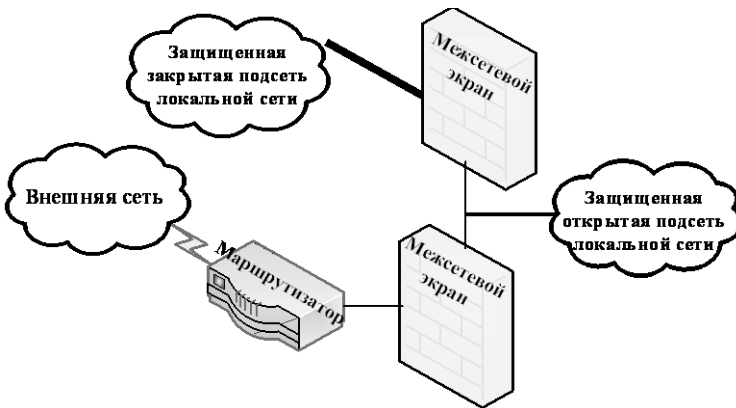 Защищенная
закрытая подсеть
локальной сети
Межсетевой
экран
Внешняя сеть
Защищенная
открытая подсеть
локальной сети
Маршрутизатор
Межсетевой
экран